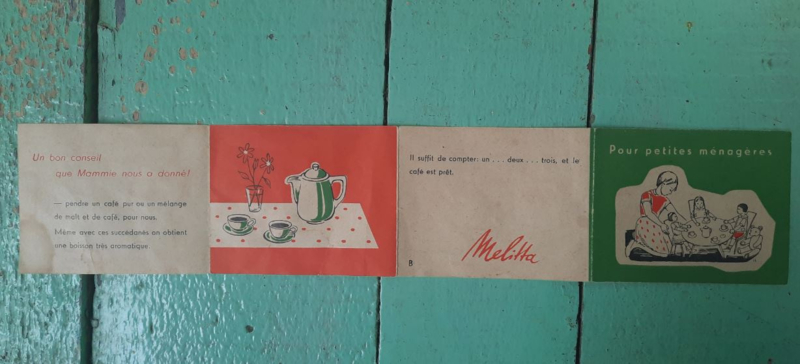 Un bon conseil
que Mammie nous a donné!
— pendre un café pur ou un mélange
de malt et de café, pour nous.
Même avec ces succédanés on obtient
une boisse très aromatique.
Il suffit de compter: un . . . deux . . . trois, et le
café est prêt.
Melitta
B
Pour petites ménagères